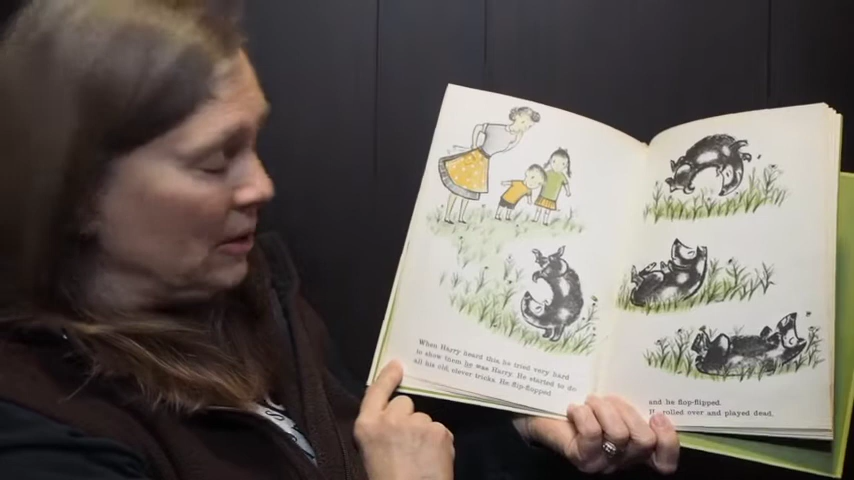 When Harry heard this, he tried very hard
to show them he was Harry. He started to do
all his old, clever tricks. He flip-flopped
and he flop-flipped.
He rolled over and played dead.